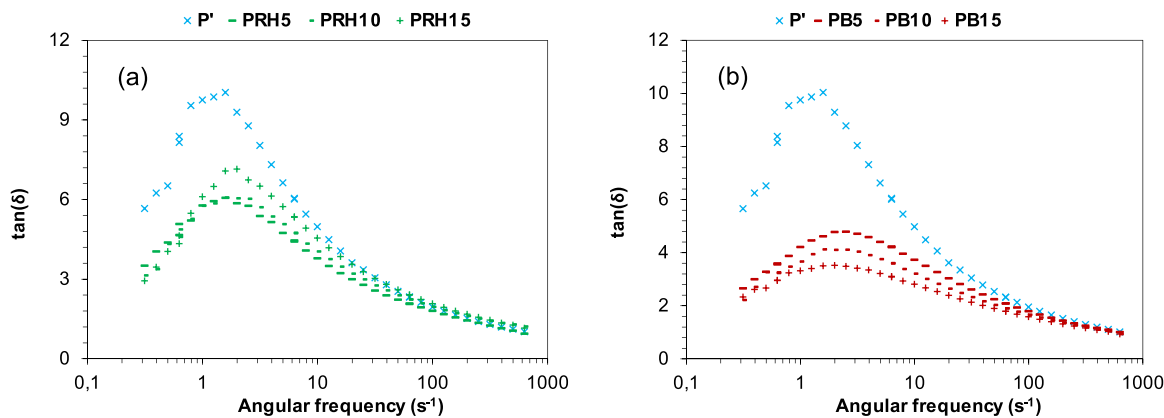 P' PRH5 PRH10 PRH15
(a)
tan(δ)
12
9
6
3
0
0,1 1 10 100 1000
Angular frequency (s-1)
P' PB5 PB10 PB15
(b)
tan(δ)
12
10
8
6
4
2
0
0,1 1 10 100 1000
Angular frequency (s-1)